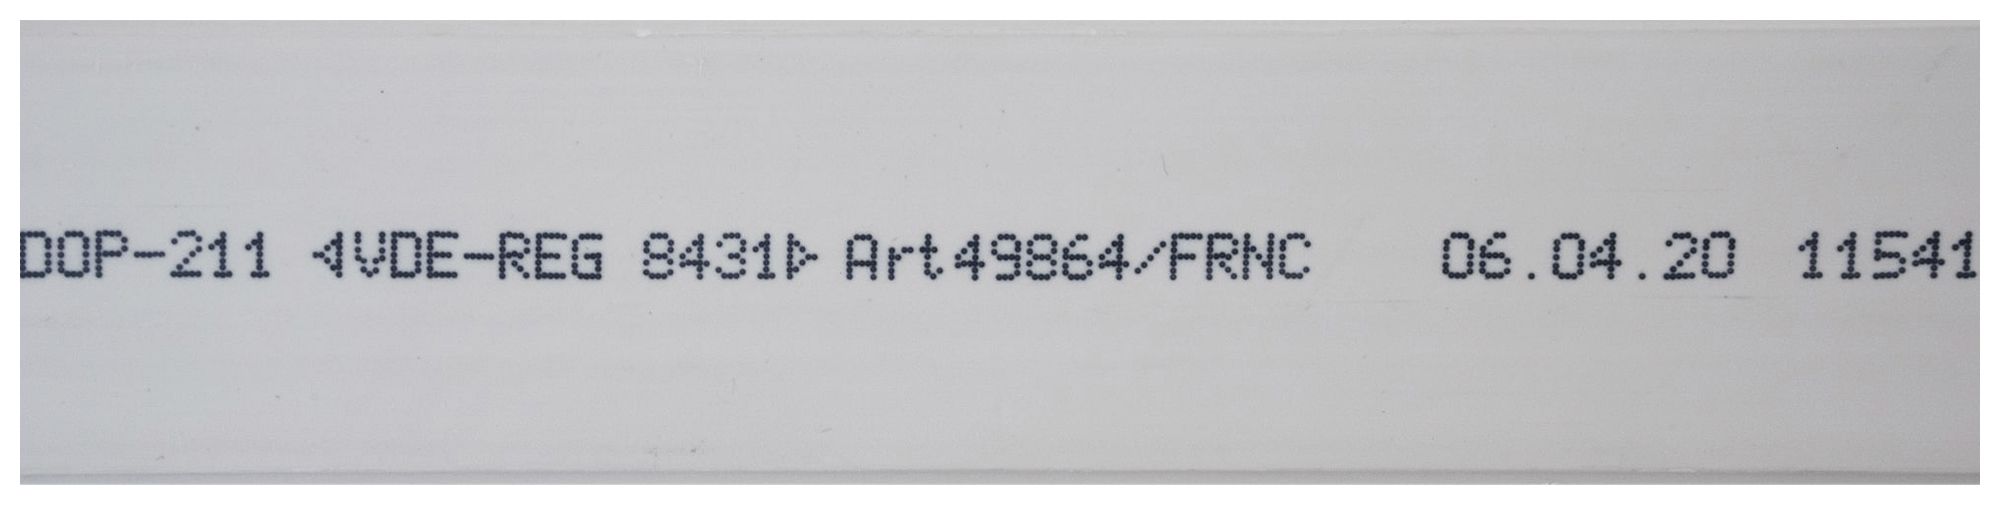 DOP-211 ◁VDE-REG 8431▷ Art49864/FRNC 06.04.20 11541